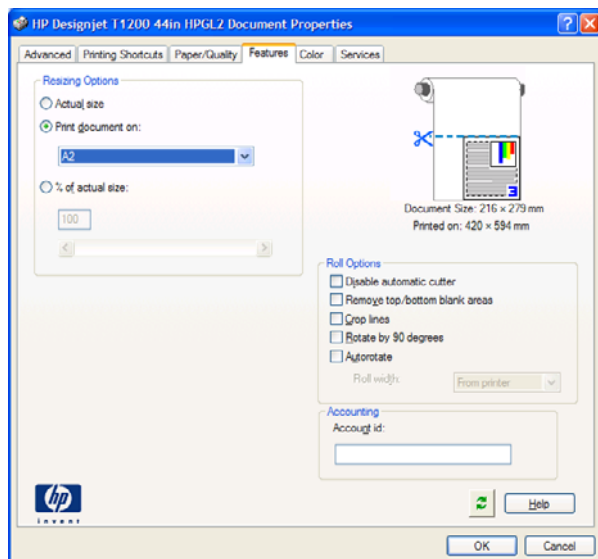 HP Designjet T1200 44in HPGL2 Document Properties
Advanced Printing Shortcuts Paper/Quality Features Color Services
Resizing Options
Actual size
Print document on:
A2
% of actual size:
100
Document Size: 216 × 279 mm
Printed on: 420 × 594 mm
Roll Options
Disable automatic cutter
Remove top/bottom blank areas
Crop lines
Rotate by 90 degrees
Autorotate
Roll width: From printer
Accounting
Account id:
hp
invent
Help
OK Cancel